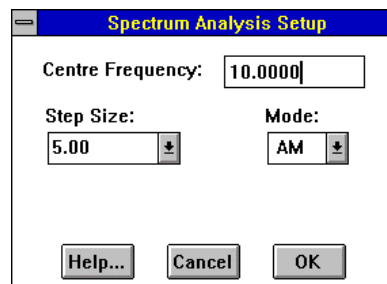 Spectrum Analysis Setup
Centre Frequency: 10.0000
Step Size: Mode:
5.00 AM
Help... Cancel OK